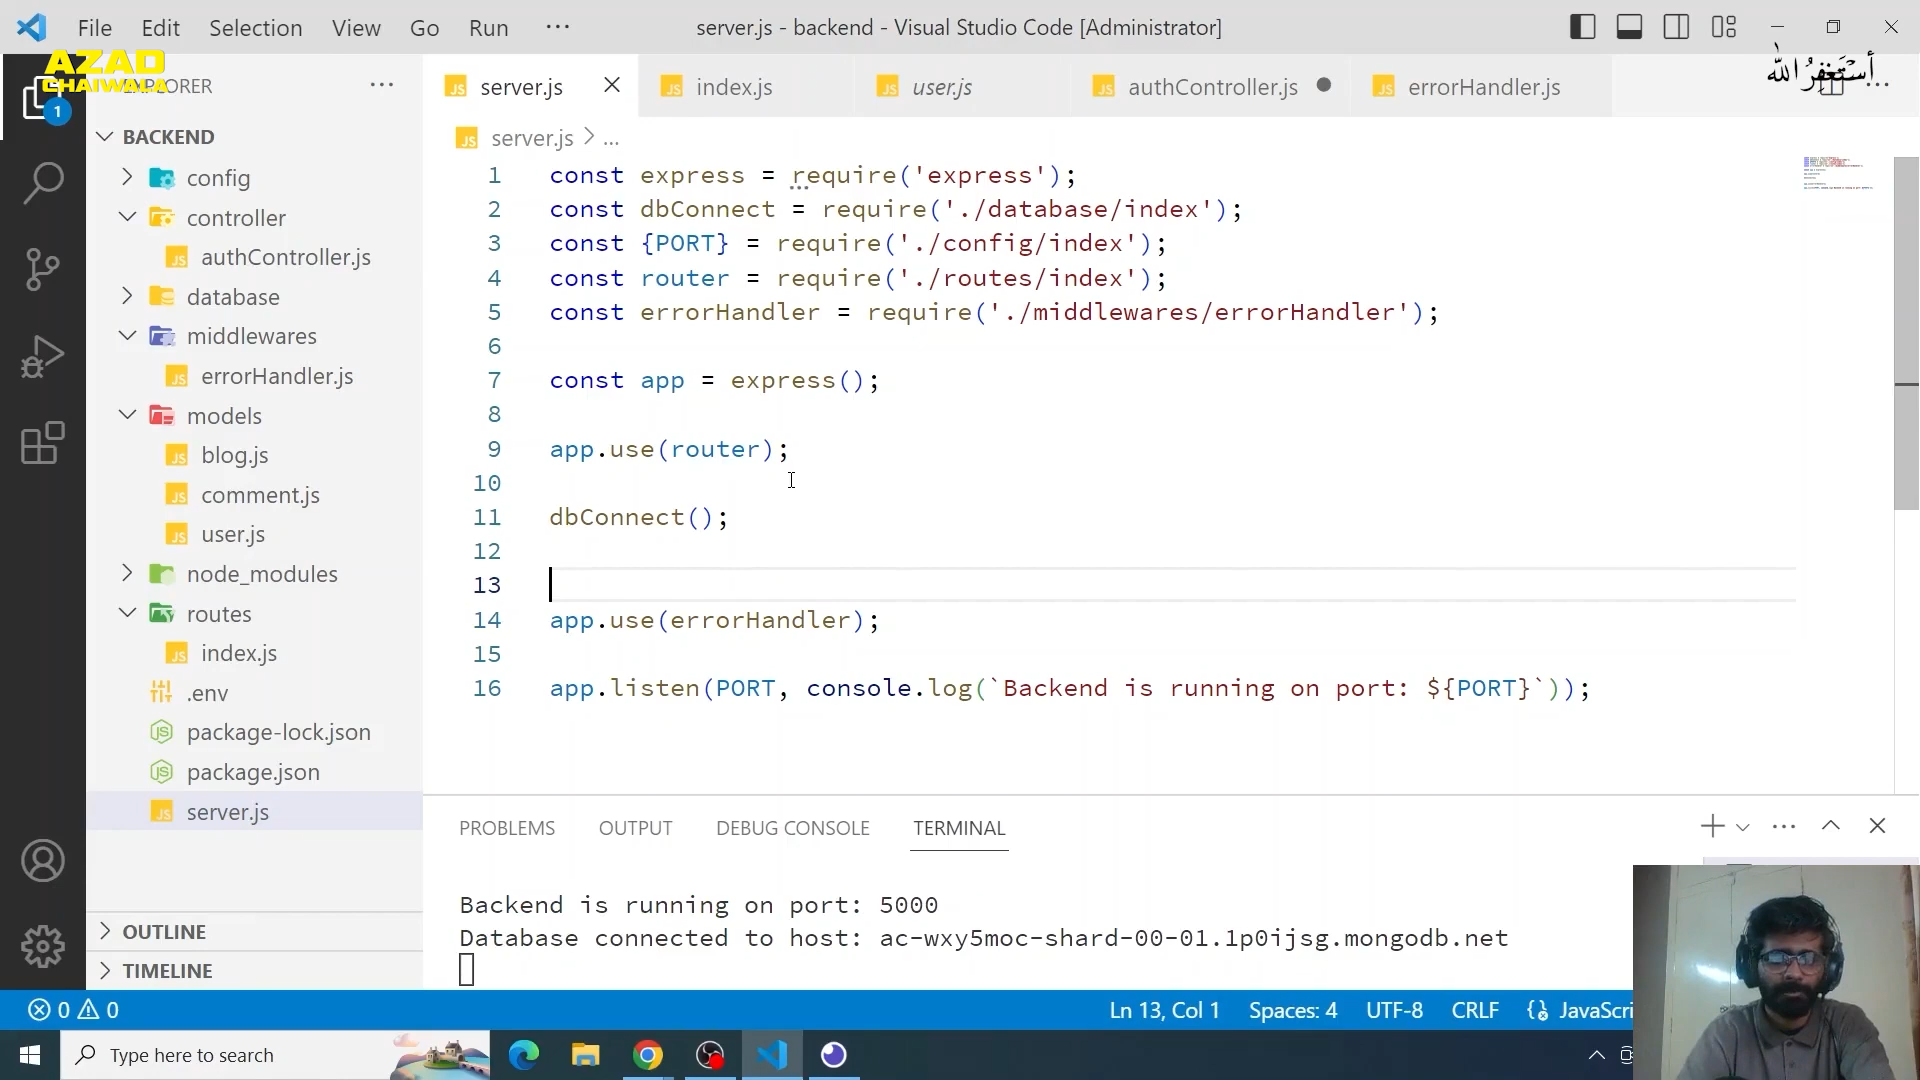 File Edit Selection View Go Run ··· server.js - backend - Visual Studio Code [Administrator]
AZAD
CHAIWALA
EXPLORER ···
server.js index.js user.js authController.js errorHandler.js
أستغفر الله
1
BACKEND
config
controller
authController.js
database
middlewares
errorHandler.js
models
blog.js
comment.js
user.js
node_modules
routes
index.js
.env
package-lock.json
package.json
server.js
OUTLINE
TIMELINE
server.js > ...
1 const express = require('express');
2 const dbConnect = require('./database/index');
3 const {PORT} = require('./config/index');
4 const router = require('./routes/index');
5 const errorHandler = require('./middlewares/errorHandler');
6
7 const app = express();
8
9 app.use(router);
10
11 dbConnect();
12
13
14 app.use(errorHandler);
15
16 app.listen(PORT, console.log(`Backend is running on port: ${PORT}`));
PROBLEMS OUTPUT DEBUG CONSOLE TERMINAL
Backend is running on port: 5000
Database connected to host: ac-wxy5moc-shard-00-01.1p0ijsg.mongodb.net
0 0 Ln 13, Col 1 Spaces: 4 UTF-8 CRLF JavaScri
Type here to search